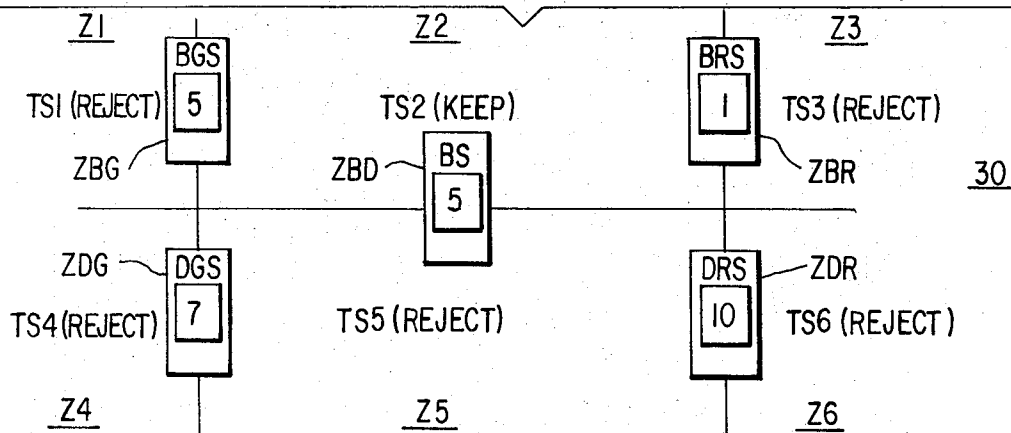 Z1 Z2 Z3
BGS BRS
TS1 (REJECT) 5 TS2 (KEEP) 1 TS3 (REJECT)
ZBG ZBD BS ZBR 30
5
ZDG DGS DRS ZDR
TS4 (REJECT) 7 TS5 (REJECT) 10 TS6 (REJECT)
Z4 Z5 Z6